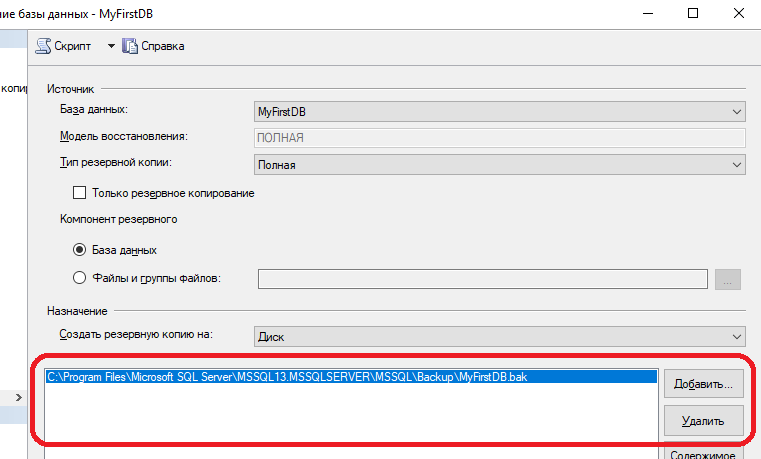 ние базы данных - MyFirstDB
Скрипт Справка
копир
Источник
База данных: MyFirstDB
Модель восстановления: ПОЛНАЯ
Тип резервной копии: Полная
Только резервное копирование
Компонент резервного
База данных
Файлы и группы файлов: ...
Назначение
Создать резервную копию на: Диск
C:\Program Files\Microsoft SQL Server\MSSQL13.MSSQLSERVER\MSSQL\Backup\MyFirstDB.bak
Добавить...
Удалить
Содержимое